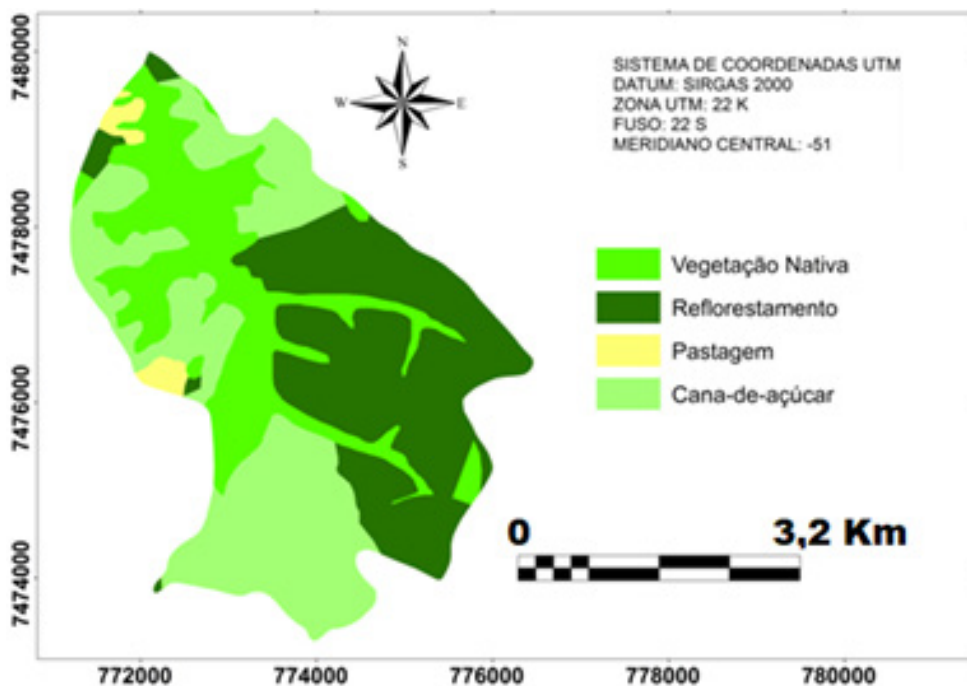 SISTEMA DE COORDENADAS UTM
DATUM: SIRGAS 2000
ZONA UTM: 22 K
FUSO: 22 S
MERIDIANO CENTRAL: -51
N
W
E
S
Vegetação Nativa
Reflorestamento
Pastagem
Cana-de-açúcar
0
3,2 Km
7480000
7478000
7476000
7474000
772000
774000
776000
778000
780000